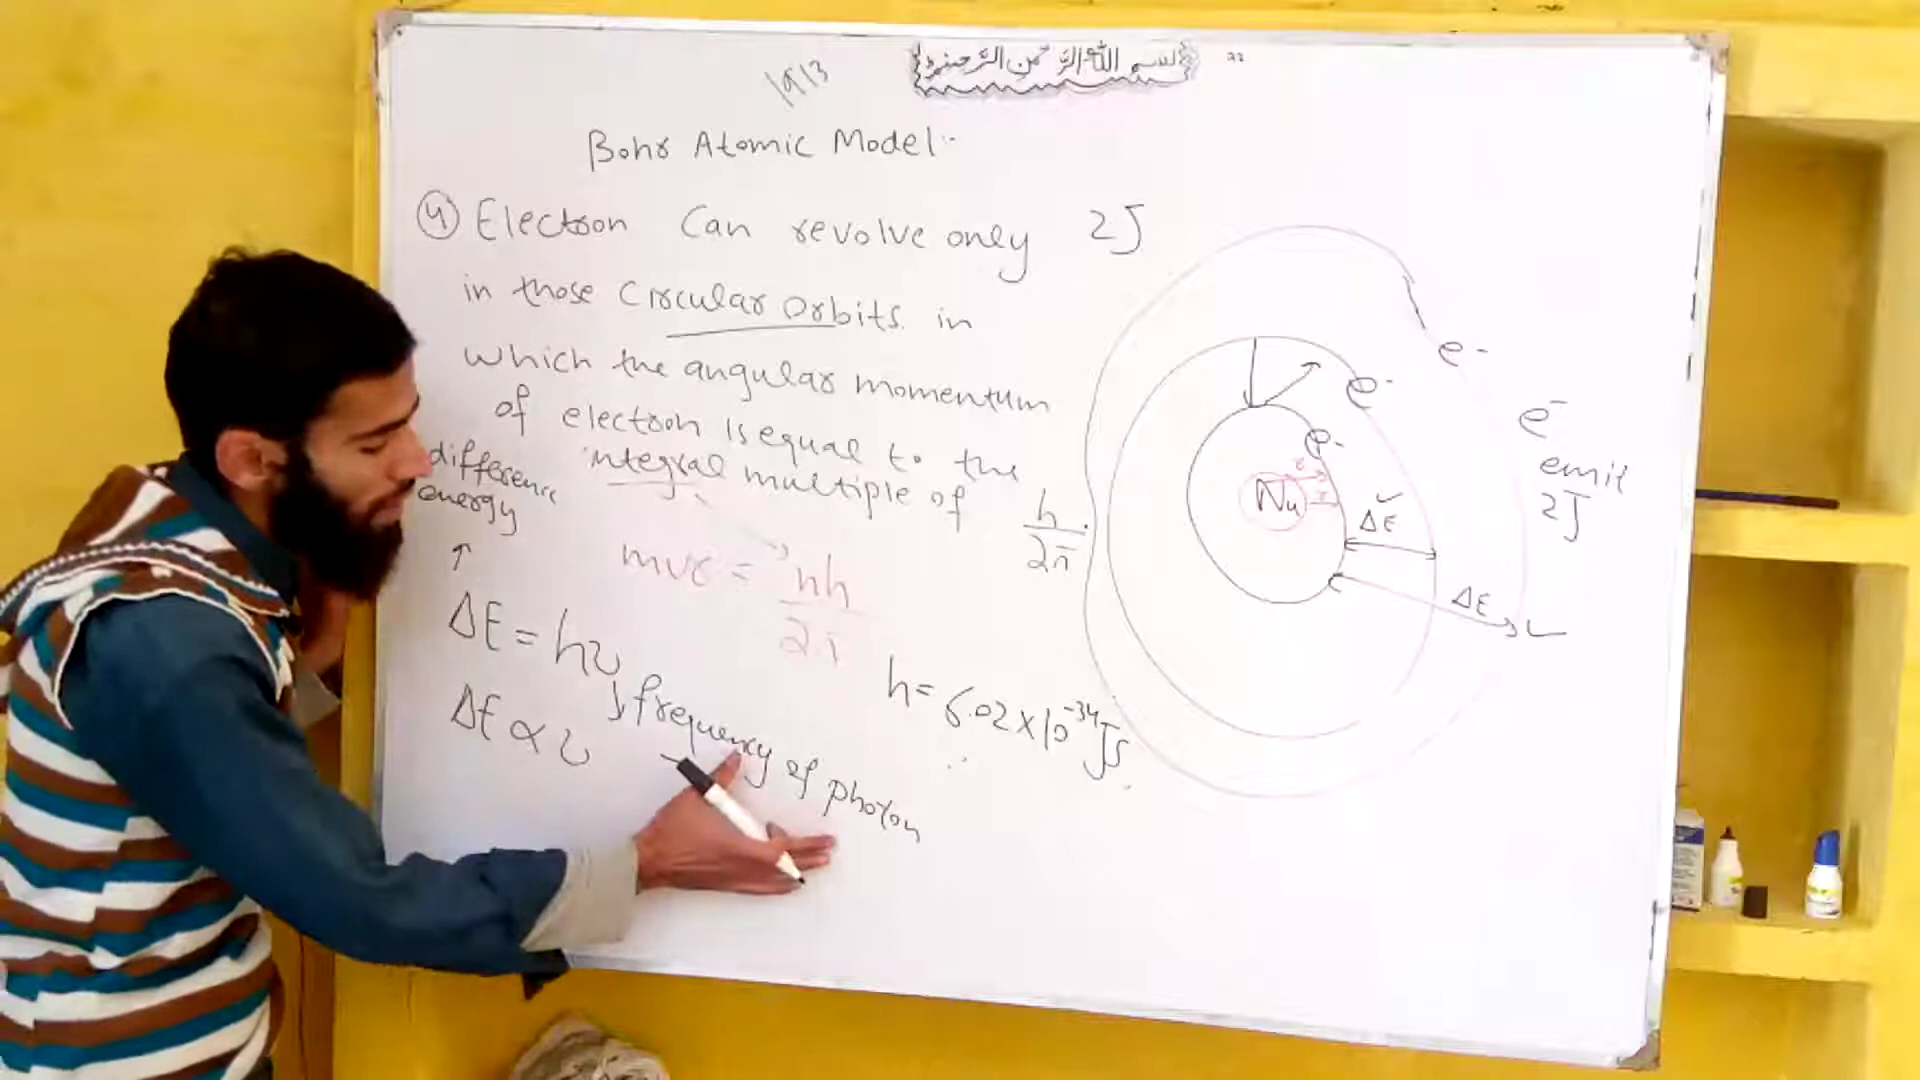 بسم الله الرحمن الرحيم
1913
Bohr Atomic Model:-
④ Electron Can revolve only
in those Circular Orbits. in
which the angular momentum
of electron is equal to the
integral multiple of h/2π.
mvr = nh/2π
difference
energy
↑
ΔE = hυ
↓ frequency of photon
ΔE ∝ υ
h= 6.02 x 10⁻³⁴ Js.
2J
e-
e-
e-
Nu
r
ΔE
ΔE
e-
emit
2J